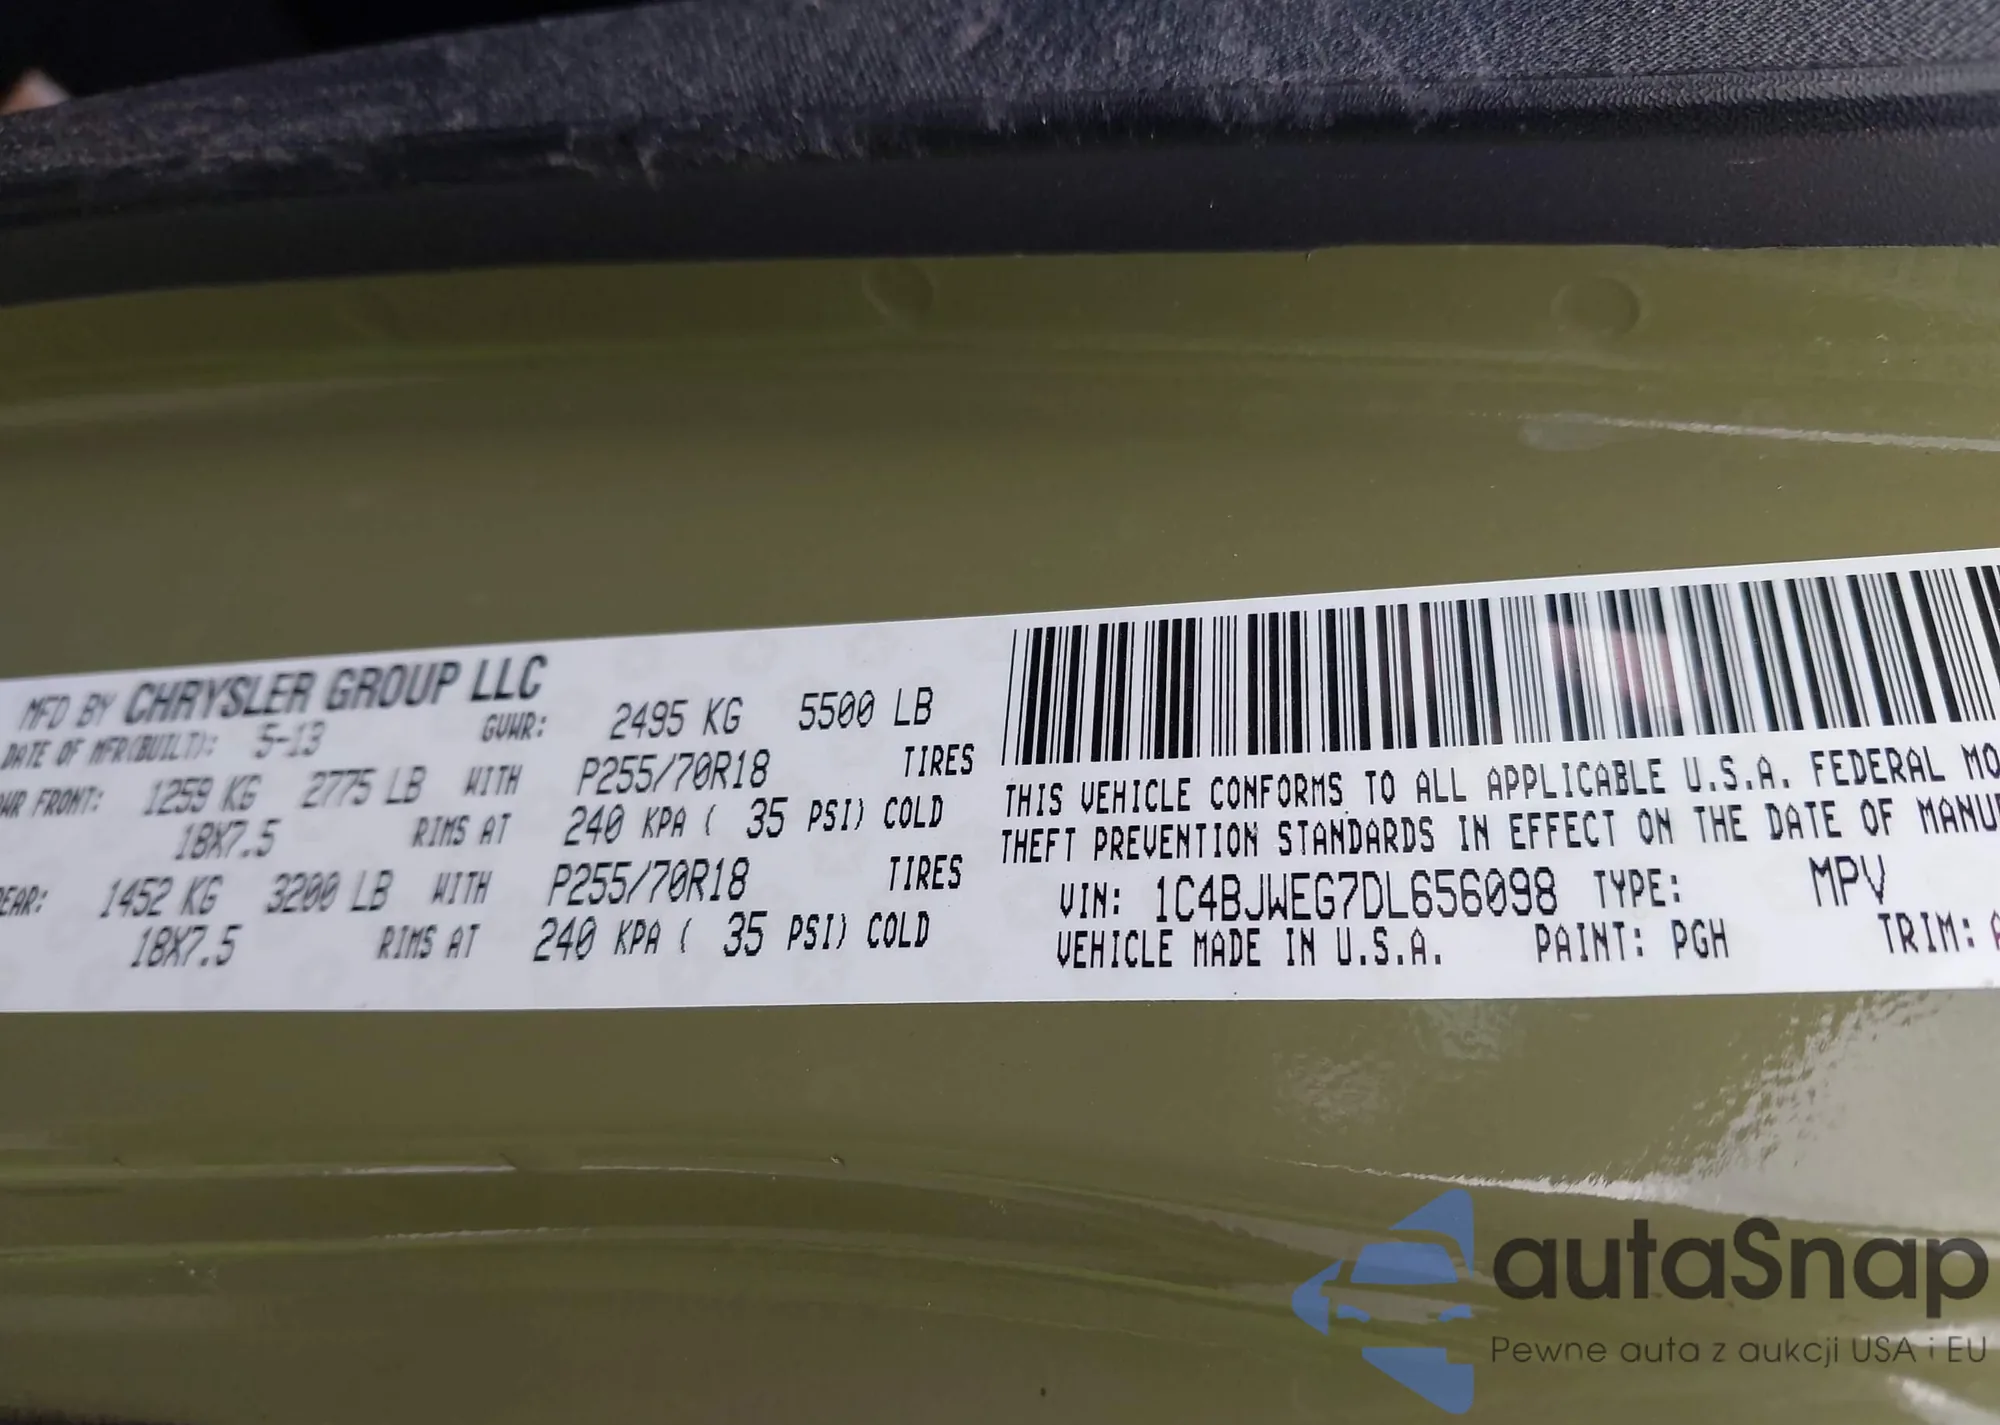 MFD BY CHRYSLER GROUP LLC
DATE OF MFR(BUILT): 5-13 GVWR: 2495 KG 5500 LB
WR FRONT: 1259 KG 2775 LB WITH P255/70R18 TIRES
18X7.5 RIMS AT 240 KPA ( 35 PSI) COLD
EAR: 1452 KG 3200 LB WITH P255/70R18 TIRES
18X7.5 RIMS AT 240 KPA ( 35 PSI) COLD
THIS VEHICLE CONFORMS TO ALL APPLICABLE U.S.A. FEDERAL MO
THEFT PREVENTION STANDARDS IN EFFECT ON THE DATE OF MANU
VIN: 1C4BJWEG7DL656098 TYPE: MPV
VEHICLE MADE IN U.S.A. PAINT: PGH TRIM:
autaSnap
Pewne auta z aukcji USA i EU